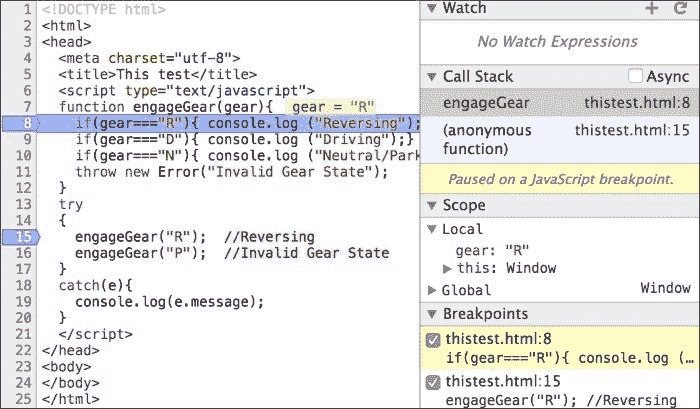 1 <!DOCTYPE html>
2 <html>
3 <head>
4 <meta charset="utf-8">
5 <title>This test</title>
6 <script type="text/javascript">
7 function engageGear(gear){ gear = "R"
8 if(gear==="R"){ console.log ("Reversing");
9 if(gear==="D"){ console.log ("Driving");}
10 if(gear==="N"){ console.log ("Neutral/Park
11 throw new Error("Invalid Gear State");
12 }
13 try
14 {
15 engageGear("R"); //Reversing
16 engageGear("P"); //Invalid Gear State
17 }
18 catch(e){
19 console.log(e.message);
20 }
21 </script>
22 </head>
23 <body>
24 </body>
25 </html>
Watch
No Watch Expressions
Call Stack Async
engageGear thistest.html:8
(anonymous thistest.html:15
function)
Paused on a JavaScript breakpoint.
Scope
Local
gear: "R"
this: Window
Global Window
Breakpoints
thistest.html:8
if(gear==="R"){ console.log (…
thistest.html:15
engageGear("R"); //Reversing